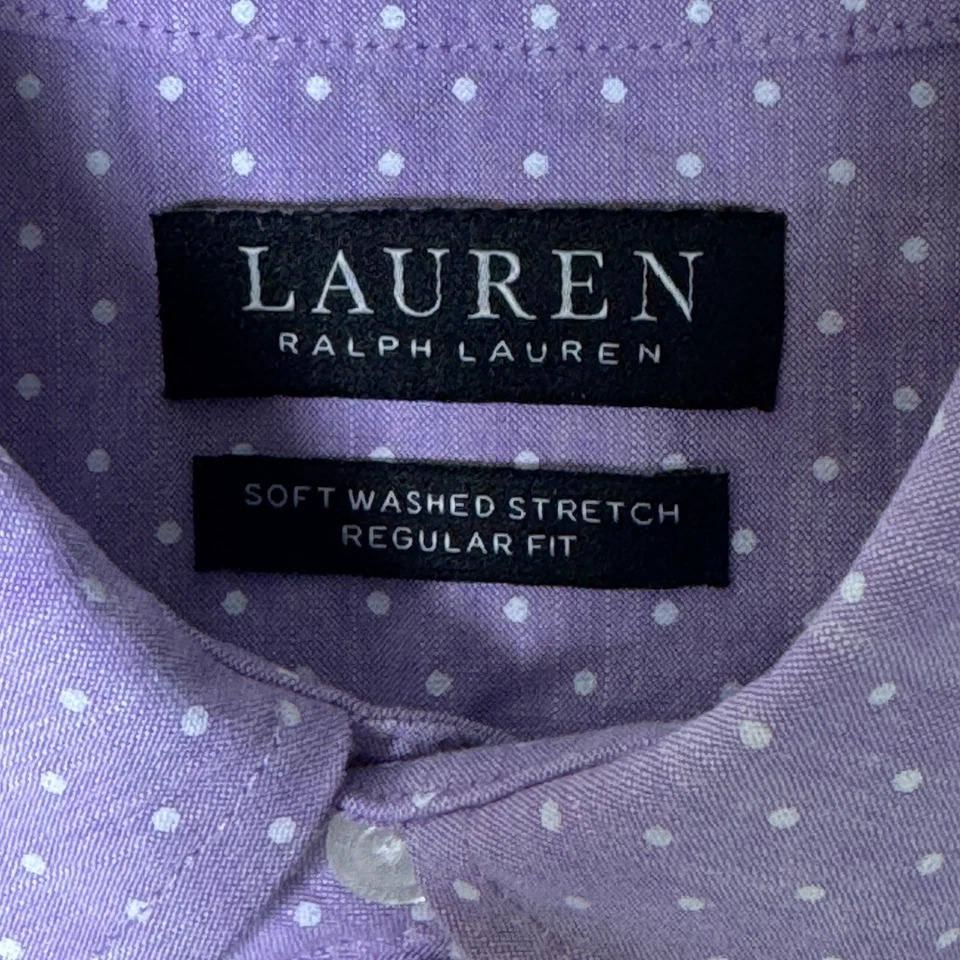 LAUREN
RALPH LAUREN
SOFT WASHED STRETCH
REGULAR FIT